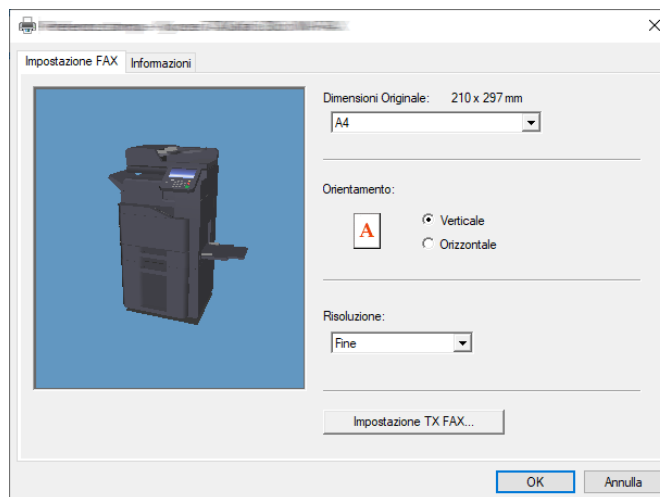 Impostazione FAX
Informazioni
Dimensioni Originale: 210 x 297 mm
A4
Orientamento:
A
Verticale
Orizzontale
Risoluzione:
Fine
Impostazione TX FAX...
OK
Annulla